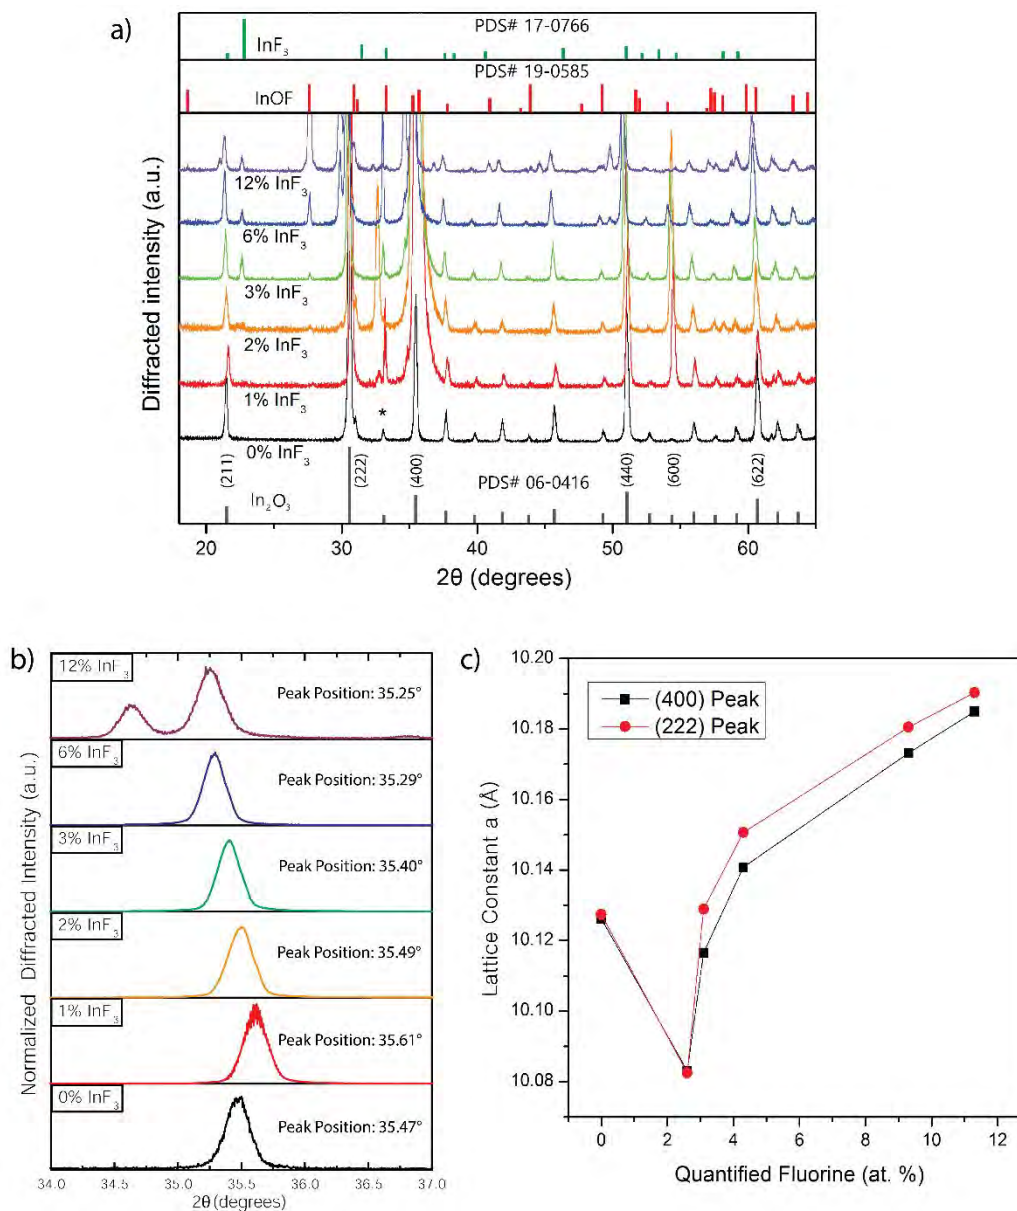 a)
PDS# 17-0766
InF3
PDS# 19-0585
InOF
12% InF3
6% InF3
3% InF3
2% InF3
1% InF3
*
0% InF3
(211)
(222)
(400)
(440)
(600)
(622)
PDS# 06-0416
In2O3
Diffracted intensity (a.u.)
20 30 40 50 60
2θ (degrees)
b)
12% InF3
Peak Position: 35.25°
6% InF3
Peak Position: 35.29°
3% InF3
Peak Position: 35.40°
2% InF3
Peak Position: 35.49°
1% InF3
Peak Position: 35.61°
0% InF3
Peak Position: 35.47°
Normalized Diffracted Intensity (a.u.)
34.0 34.5 35.0 35.5 36.0 36.5 37.0
2θ (degrees)
c)
10.20
10.18
10.16
10.14
10.12
10.10
10.08
(400) Peak
(222) Peak
Lattice Constant a (Å)
0 2 4 6 8 10 12
Quantified Fluorine (at. %)